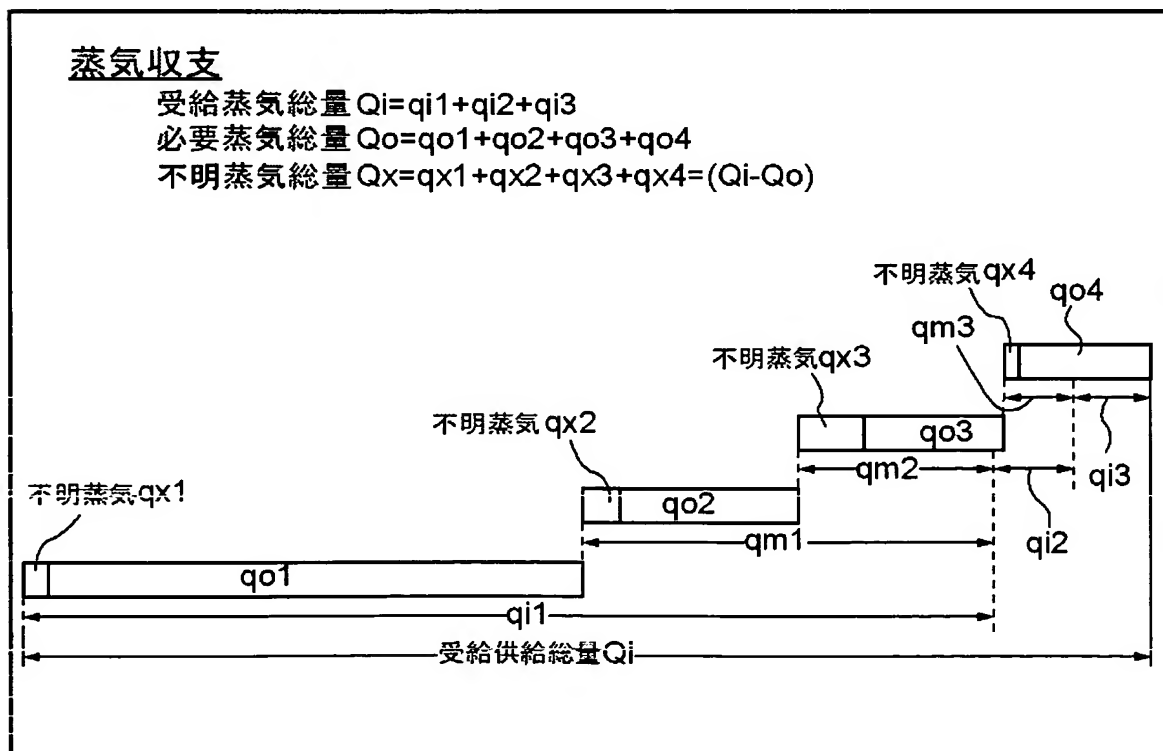 蒸気収支
受給蒸気総量Qi=qi1+qi2+qi3
必要蒸気総量Qo=qo1+qo2+qo3+qo4
不明蒸気総量Qx=qx1+qx2+qx3+qx4=(Qi-Qo)
不明蒸気qx4
qo4
qm3
不明蒸気qx3
qo3
qm2
qi3
不明蒸気qx2
qo2
qi2
qm1
不明蒸気qx1
qo1
qi1
受給供給総量Qi